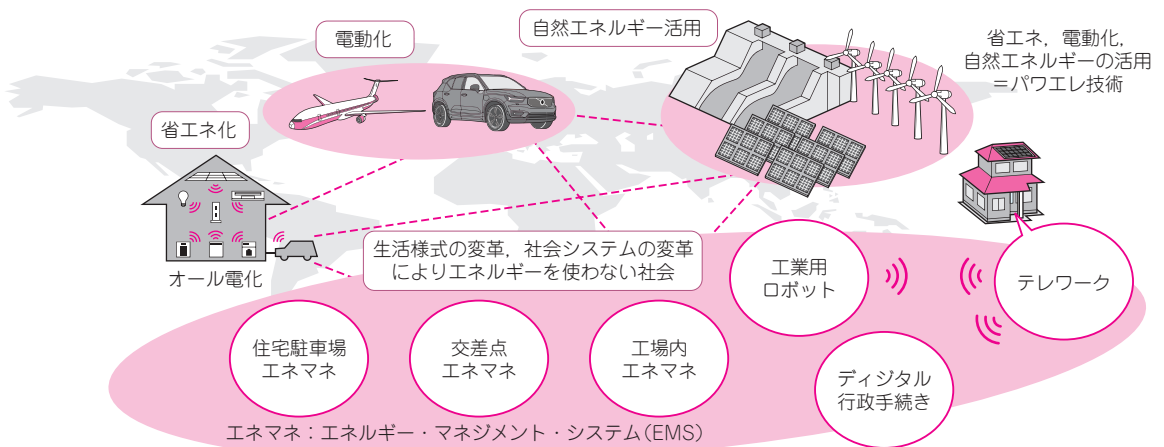 電動化
自然エネルギー活用
省エネ，電動化，
自然エネルギーの活用
＝パワエレ技術
省エネ化
オール電化
生活様式の変革，社会システムの変革
によりエネルギーを使わない社会
工業用
ロボット
テレワーク
住宅駐車場
エネマネ
交差点
エネマネ
工場内
エネマネ
ディジタル
行政手続き
エネマネ：エネルギー・マネジメント・システム(EMS)